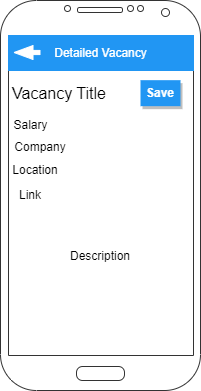 Detailed Vacancy
Vacancy Title
Save
Salary
Company
Location
Link
Description